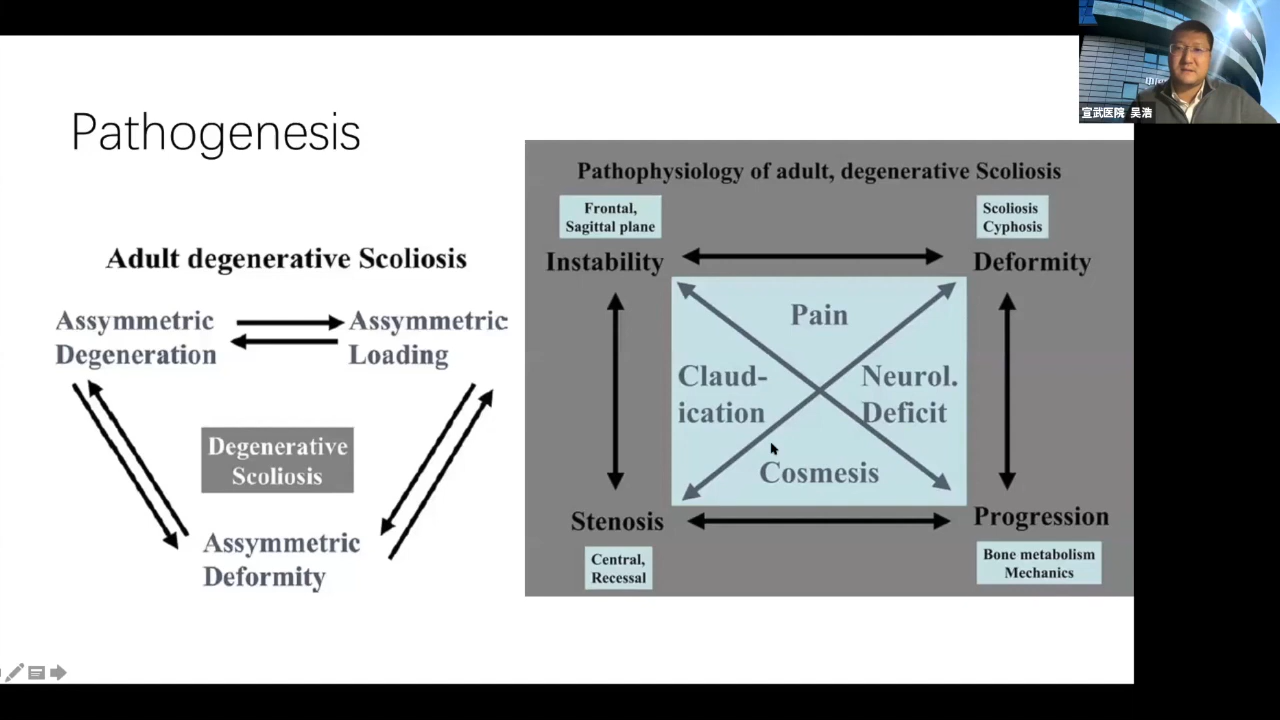 Pathogenesis
Adult degenerative Scoliosis
Assymmetric
Degeneration
Assymmetric
Loading
Degenerative
Scoliosis
Assymmetric
Deformity
Pathophysiology of adult, degenerative Scoliosis
Frontal,
Sagittal plane
Scoliosis
Cyphosis
Instability
Deformity
Pain
Claud-
ication
Neurol.
Deficit
Cosmesis
Stenosis
Progression
Central,
Recessal
Bone metabolism
Mechanics
宣武医院 吴浩